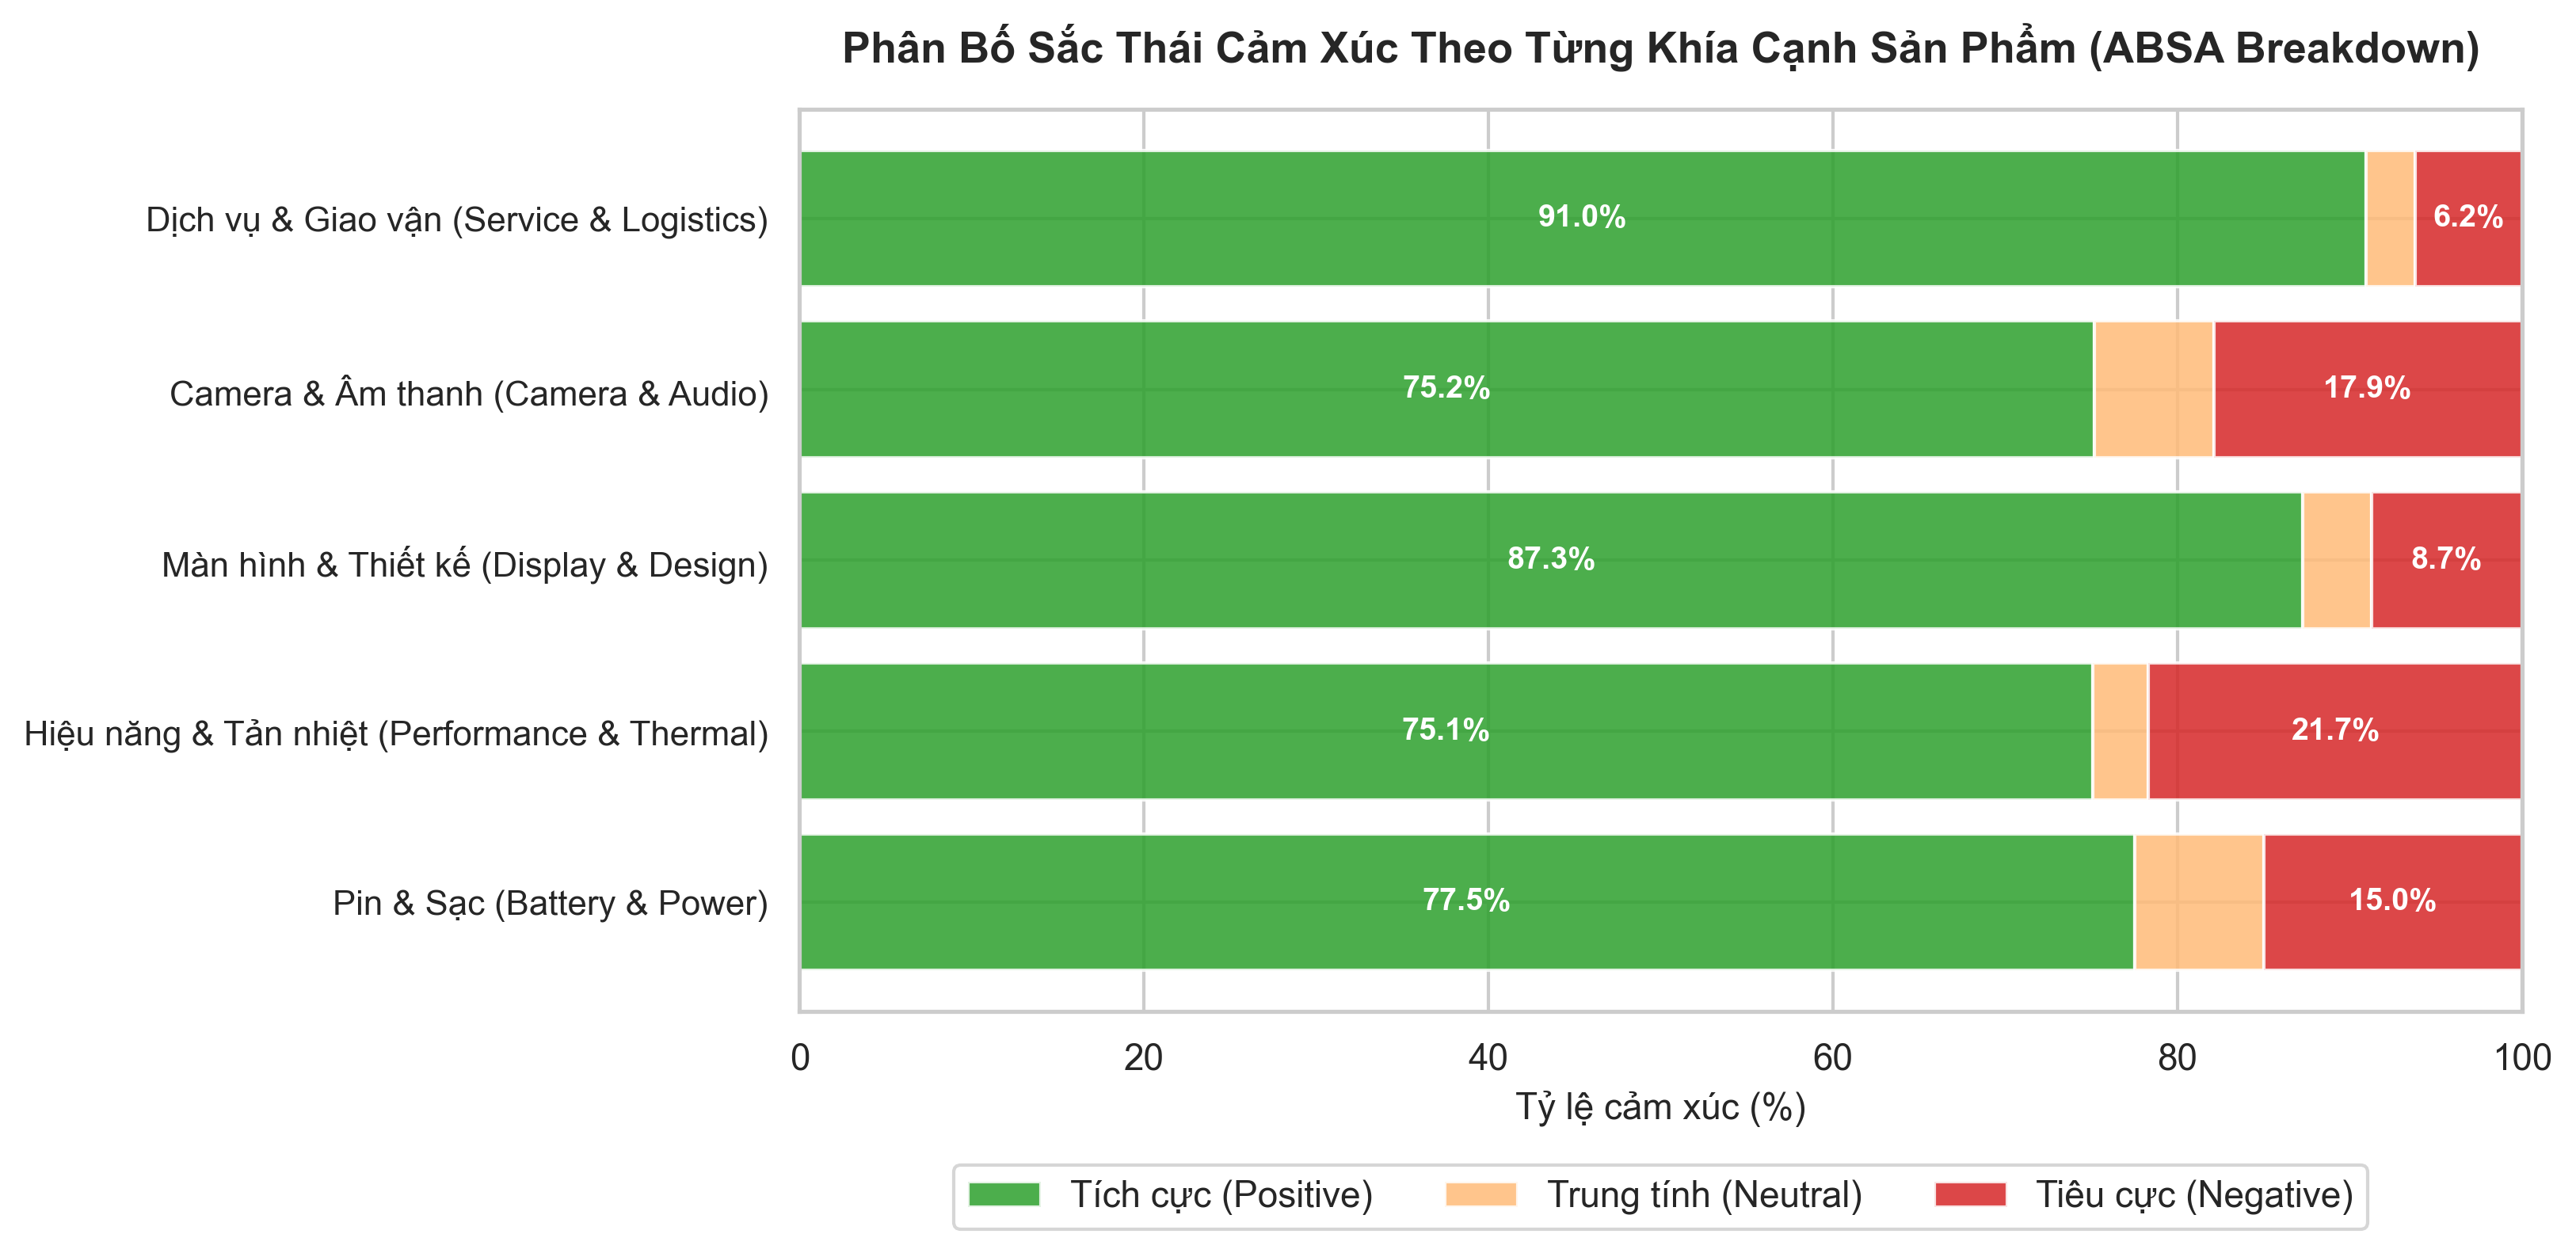 Phân Bố Sắc Thái Cảm Xúc Theo Từng Khía Cạnh Sản Phẩm (ABSA Breakdown)
Dịch vụ & Giao vận (Service & Logistics)
91.0%
6.2%
Camera & Âm thanh (Camera & Audio)
75.2%
17.9%
Màn hình & Thiết kế (Display & Design)
87.3%
8.7%
Hiệu năng & Tản nhiệt (Performance & Thermal)
75.1%
21.7%
Pin & Sạc (Battery & Power)
77.5%
15.0%
0 20 40 60 80 100
Tỷ lệ cảm xúc (%)
Tích cực (Positive) Trung tính (Neutral) Tiêu cực (Negative)